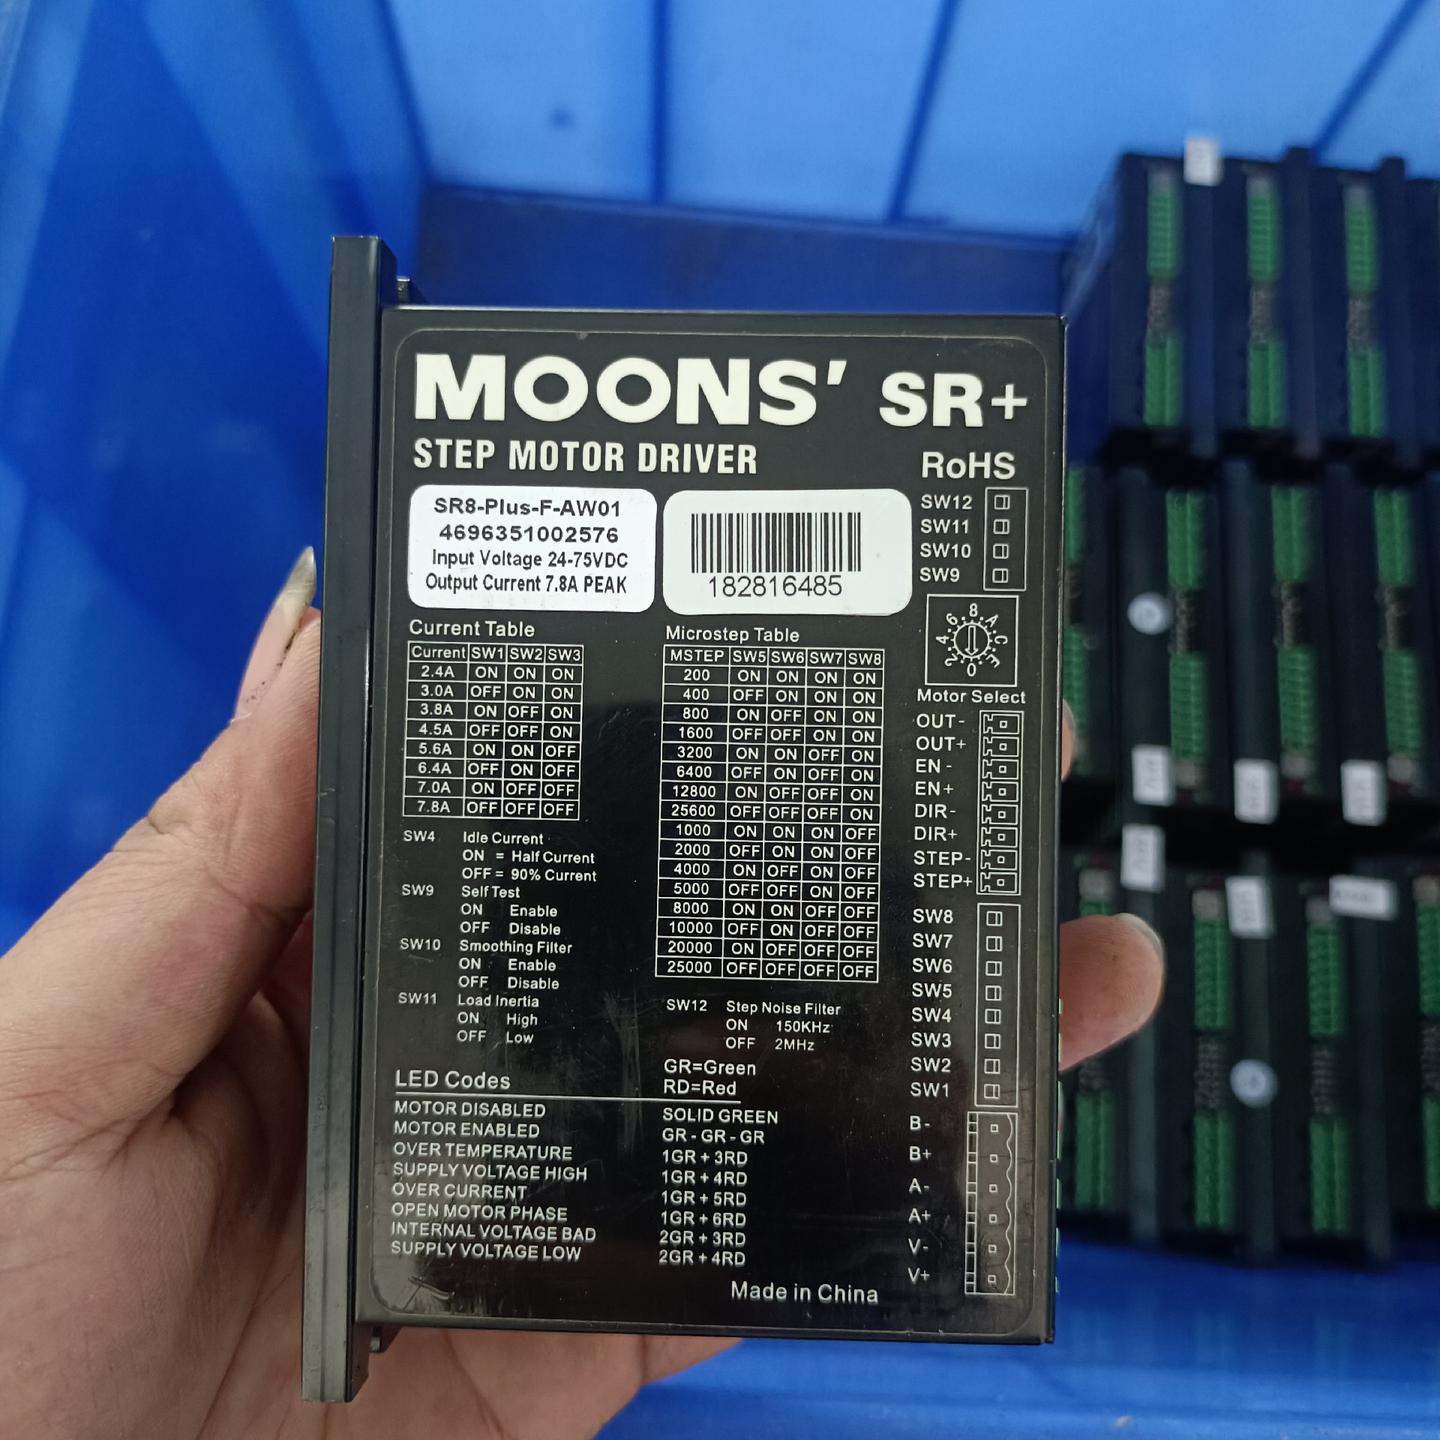 MOONS' SR+
STEP MOTOR DRIVER
RoHS
SR8-Plus-F-AW01
4696351002576
Input Voltage 24-75VDC
Output Current 7.8A PEAK
182816485
Current Table
Current SW1 SW2 SW3
2.4A ON ON ON
3.0A OFF ON ON
3.8A ON OFF ON
4.5A OFF OFF ON
5.6A ON ON OFF
6.4A OFF ON OFF
7.0A ON OFF OFF
7.8A OFF OFF OFF
SW4 Idle Current
ON = Half Current
OFF = 90% Current
SW9 Self Test
ON Enable
OFF Disable
SW10 Smoothing Filter
ON Enable
OFF Disable
SW11 Load Inertia
ON High
OFF Low
Microstep Table
MSTEP SW5 SW6 SW7 SW8
200 ON ON ON ON
400 OFF ON ON ON
800 ON OFF ON ON
1600 OFF OFF ON ON
3200 ON ON OFF ON
6400 OFF ON OFF ON
12800 ON OFF OFF ON
25600 OFF OFF OFF ON
1000 ON ON ON OFF
2000 OFF ON ON OFF
4000 ON OFF ON OFF
5000 OFF OFF ON OFF
8000 ON ON OFF OFF
10000 OFF ON OFF OFF
20000 ON OFF OFF OFF
25000 OFF OFF OFF OFF
SW12 Step Noise Filter
ON 150KHz
OFF 2MHz
GR=Green
RD=Red
LED Codes
MOTOR DISABLED SOLID GREEN
MOTOR ENABLED GR - GR - GR
OVER TEMPERATURE 1GR + 3RD
SUPPLY VOLTAGE HIGH 1GR + 4RD
OVER CURRENT 1GR + 5RD
OPEN MOTOR PHASE 1GR + 6RD
INTERNAL VOLTAGE BAD 2GR + 3RD
SUPPLY VOLTAGE LOW 2GR + 4RD
Made in China
SW12
SW11
SW10
SW9
0 2 4 6 8 A C E
Motor Select
OUT-
OUT+
EN -
EN +
DIR-
DIR+
STEP-
STEP+
SW8
SW7
SW6
SW5
SW4
SW3
SW2
SW1
B-
B+
A-
A+
V-
V+